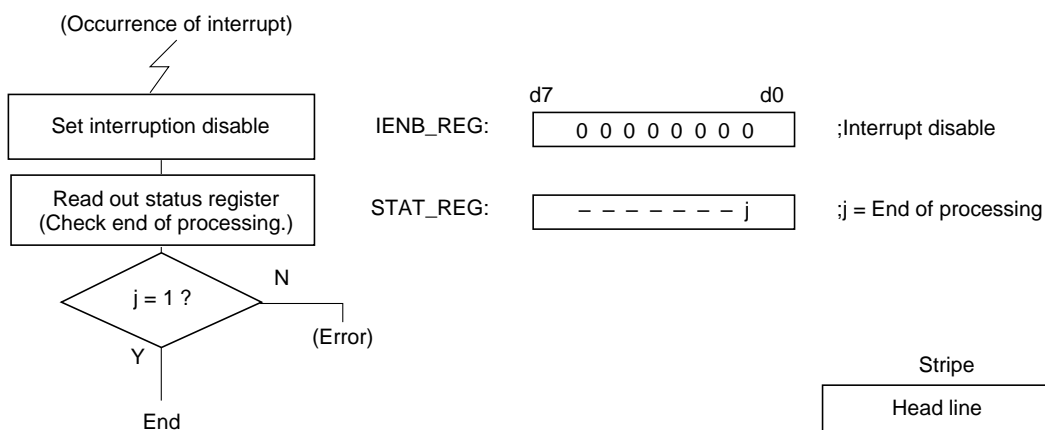 (Occurrence of interrupt)
d7 d0
Set interruption disable IENB_REG: 0 0 0 0 0 0 0 0 ;Interrupt disable
Read out status register
(Check end of processing.) STAT_REG: – – – – – – – j ;j = End of processing
N
j = 1 ?
(Error)
Y
Stripe
Head line
End